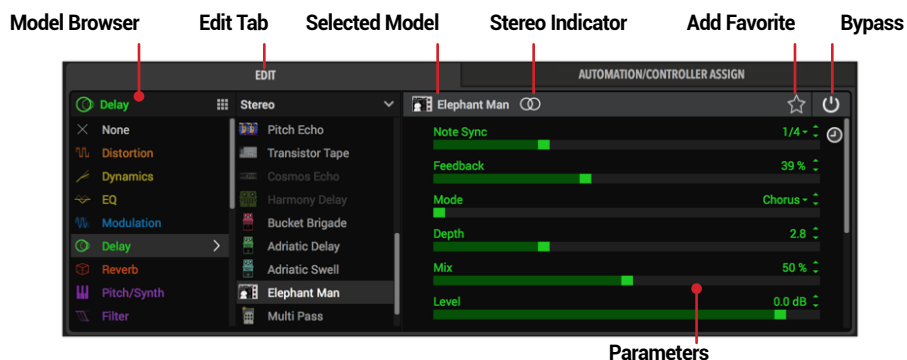 Model Browser Edit Tab Selected Model Stereo Indicator Add Favorite Bypass
EDIT AUTOMATION/CONTROLLER ASSIGN
Delay Stereo Elephant Man
None Pitch Echo Note Sync 1/4
Distortion Transistor Tape
Dynamics Cosmos Echo Feedback 39 %
EQ Harmony Delay Mode Chorus
Modulation Bucket Brigade
Delay Adriatic Delay Depth 2.8
Reverb Adriatic Swell Mix 50 %
Pitch/Synth Elephant Man Level 0.0 dB
Filter Multi Pass
Parameters